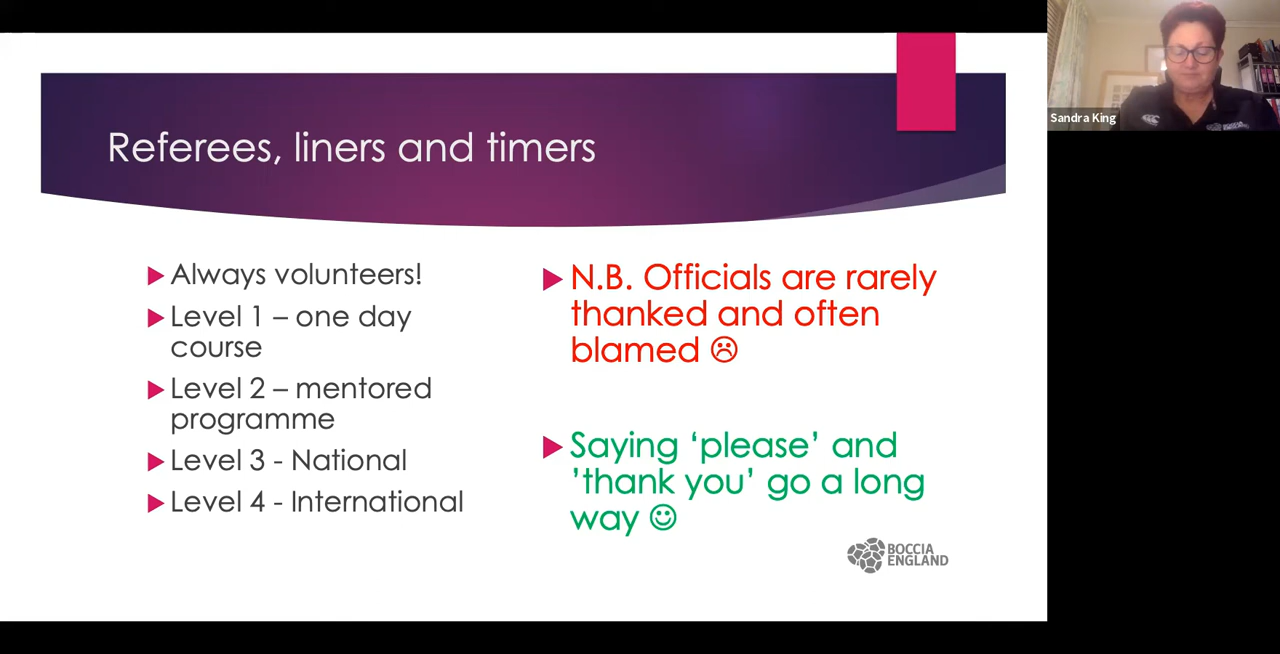 Referees, liners and timers
Always volunteers!
Level 1 – one day
course
Level 2 – mentored
programme
Level 3 - National
Level 4 - International
N.B. Officials are rarely
thanked and often
blamed ☹
Saying ‘please’ and
’thank you’ go a long
way ☺
BOCCIA
ENGLAND
Sandra King